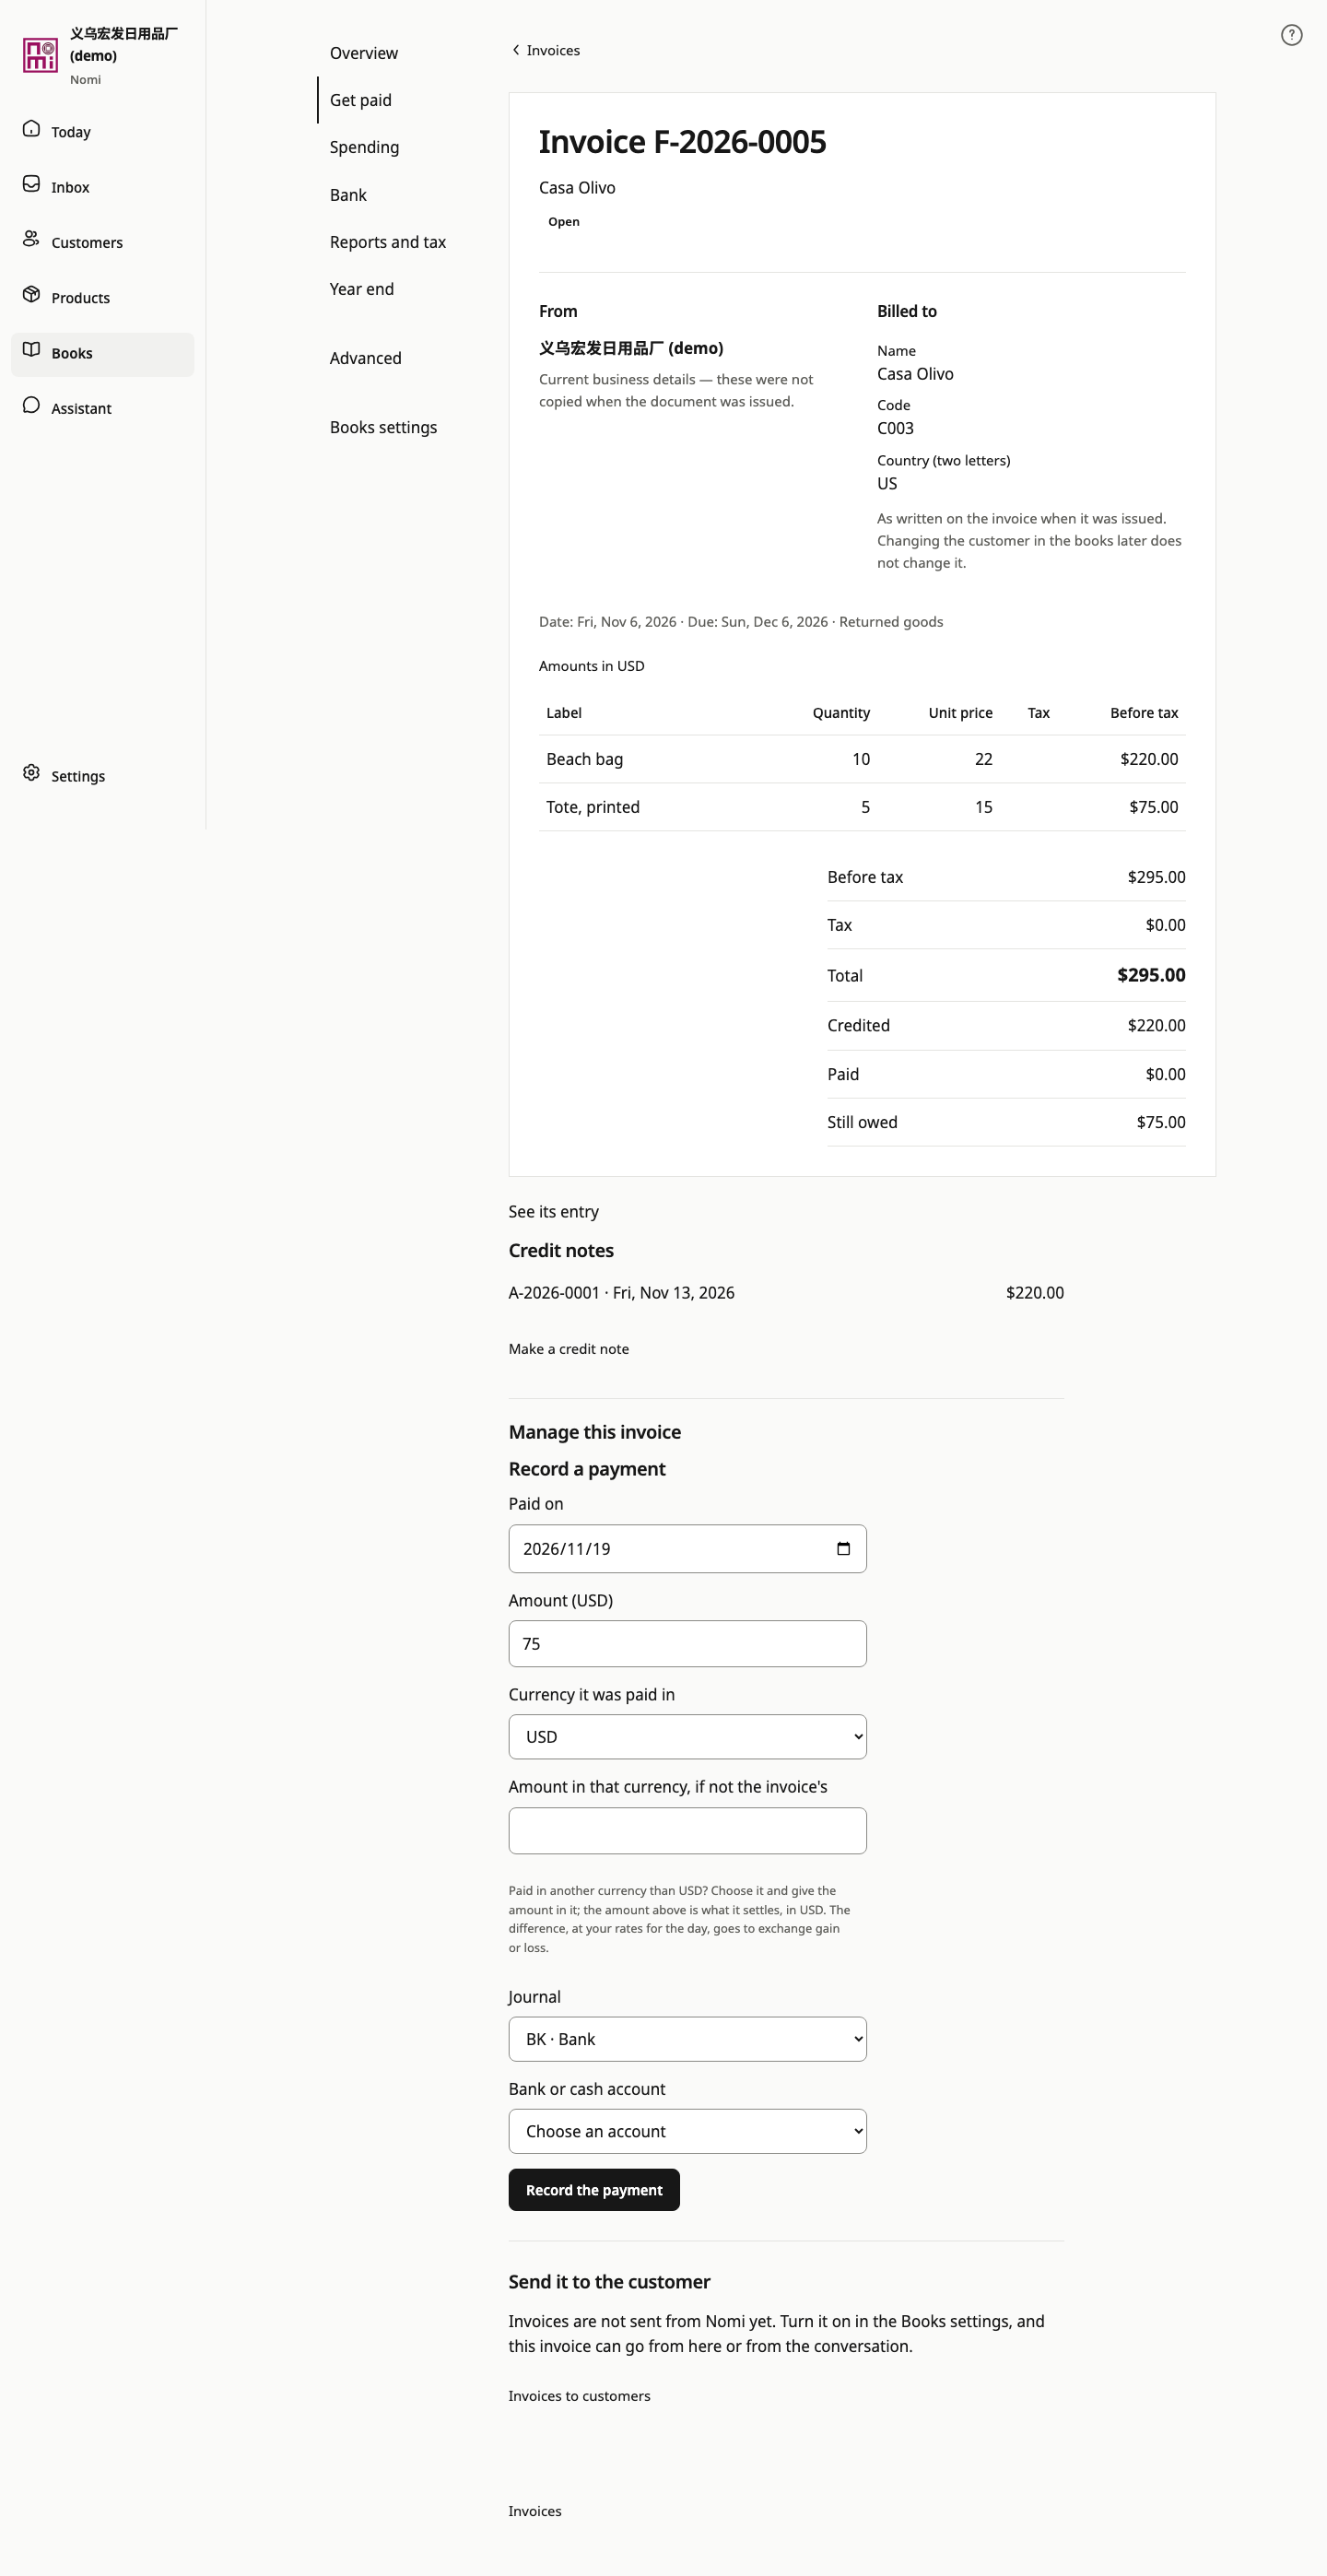 义乌宏发日用品厂
(demo)
Nomi
Today
Inbox
Customers
Products
Books
Assistant
Settings
Overview
Get paid
Spending
Bank
Reports and tax
Year end
Advanced
Books settings
Invoices
Invoice F-2026-0005
Casa Olivo
Open
From
义乌宏发日用品厂 (demo)
Current business details — these were not
copied when the document was issued.
Billed to
Name
Casa Olivo
Code
C003
Country (two letters)
US
As written on the invoice when it was issued.
Changing the customer in the books later does
not change it.
Date: Fri, Nov 6, 2026 · Due: Sun, Dec 6, 2026 · Returned goods
Amounts in USD
Label Quantity Unit price Tax Before tax
Beach bag 10 22 $220.00
Tote, printed 5 15 $75.00
Before tax $295.00
Tax $0.00
Total $295.00
Credited $220.00
Paid $0.00
Still owed $75.00
See its entry
Credit notes
A-2026-0001 · Fri, Nov 13, 2026 $220.00
Make a credit note
Manage this invoice
Record a payment
Paid on
2026/11/19
Amount (USD)
75
Currency it was paid in
USD
Amount in that currency, if not the invoice's
Paid in another currency than USD? Choose it and give the
amount in it; the amount above is what it settles, in USD. The
difference, at your rates for the day, goes to exchange gain
or loss.
Journal
BK · Bank
Bank or cash account
Choose an account
Record the payment
Send it to the customer
Invoices are not sent from Nomi yet. Turn it on in the Books settings, and
this invoice can go from here or from the conversation.
Invoices to customers
Invoices